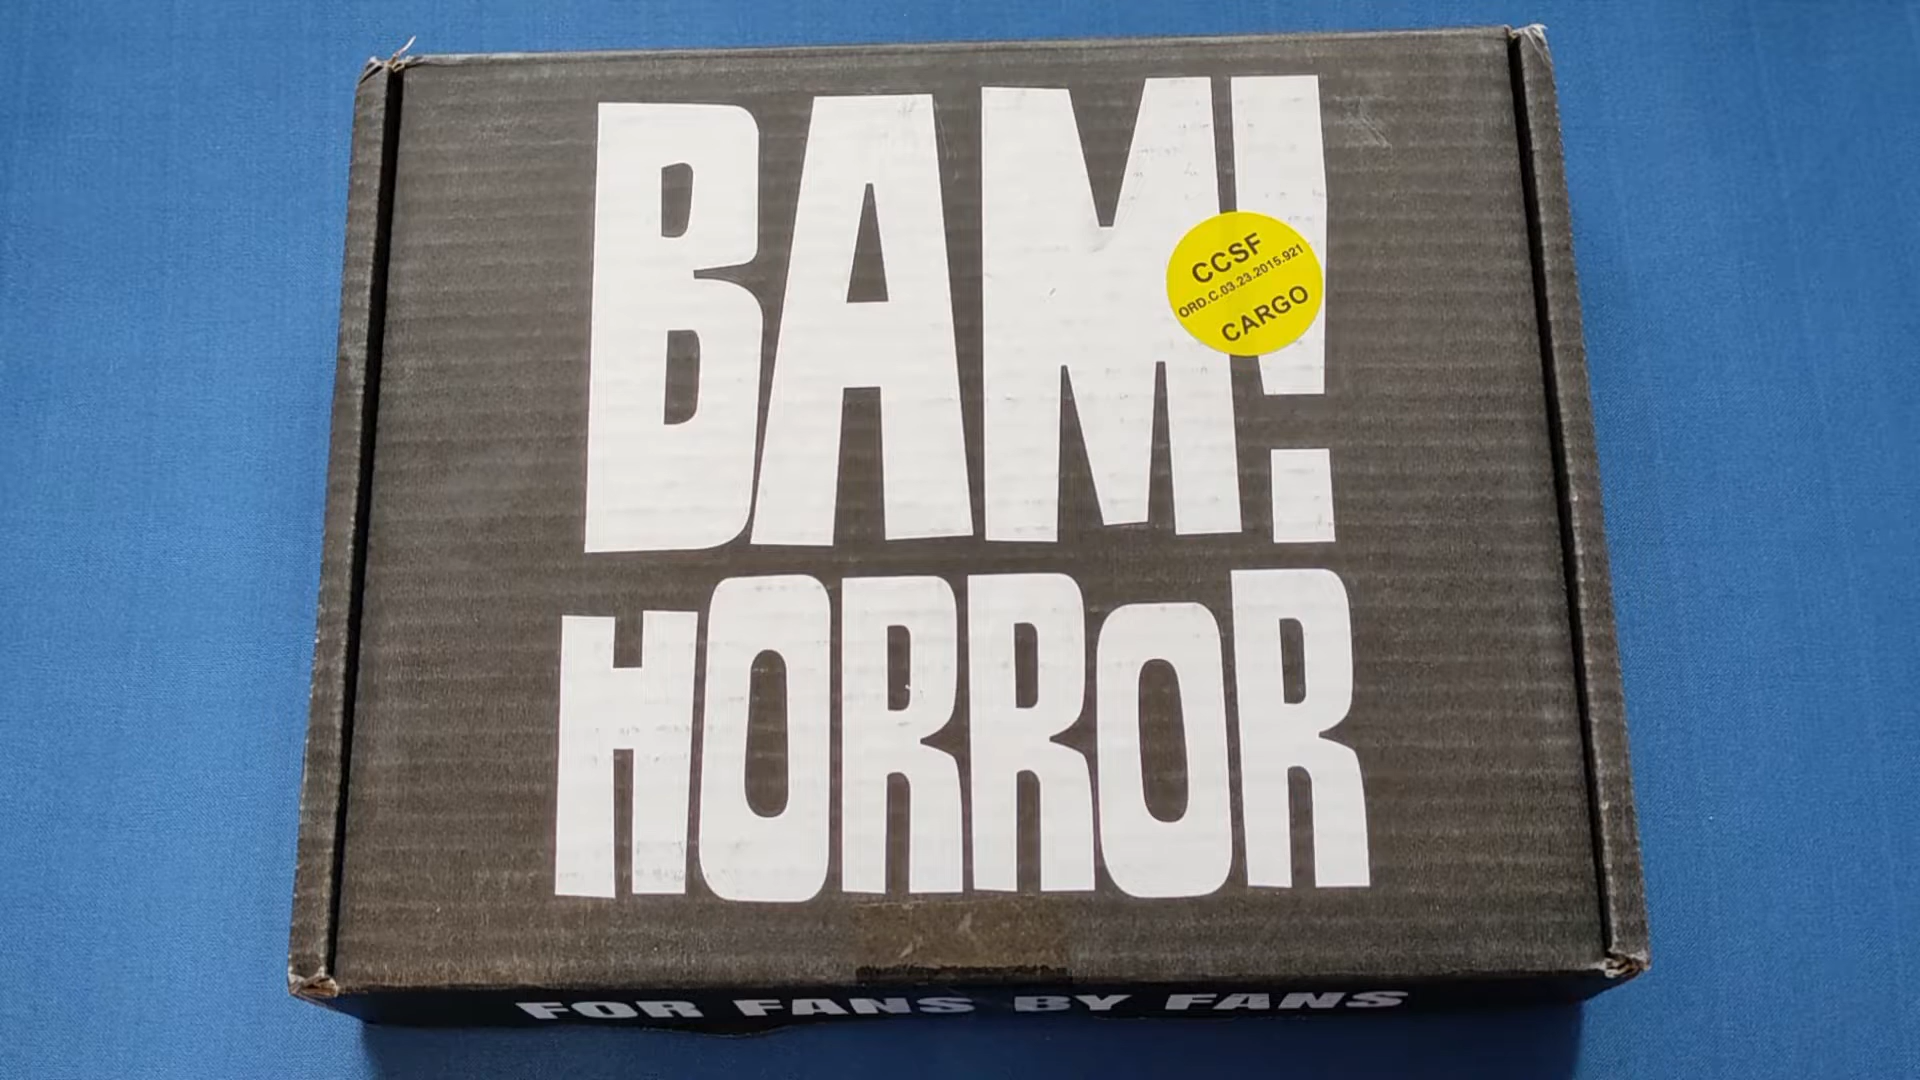 BAM!
CCSF
ORD.C.03.23.2015.921
CARGO
HORROR
FOR FANS BY FANS